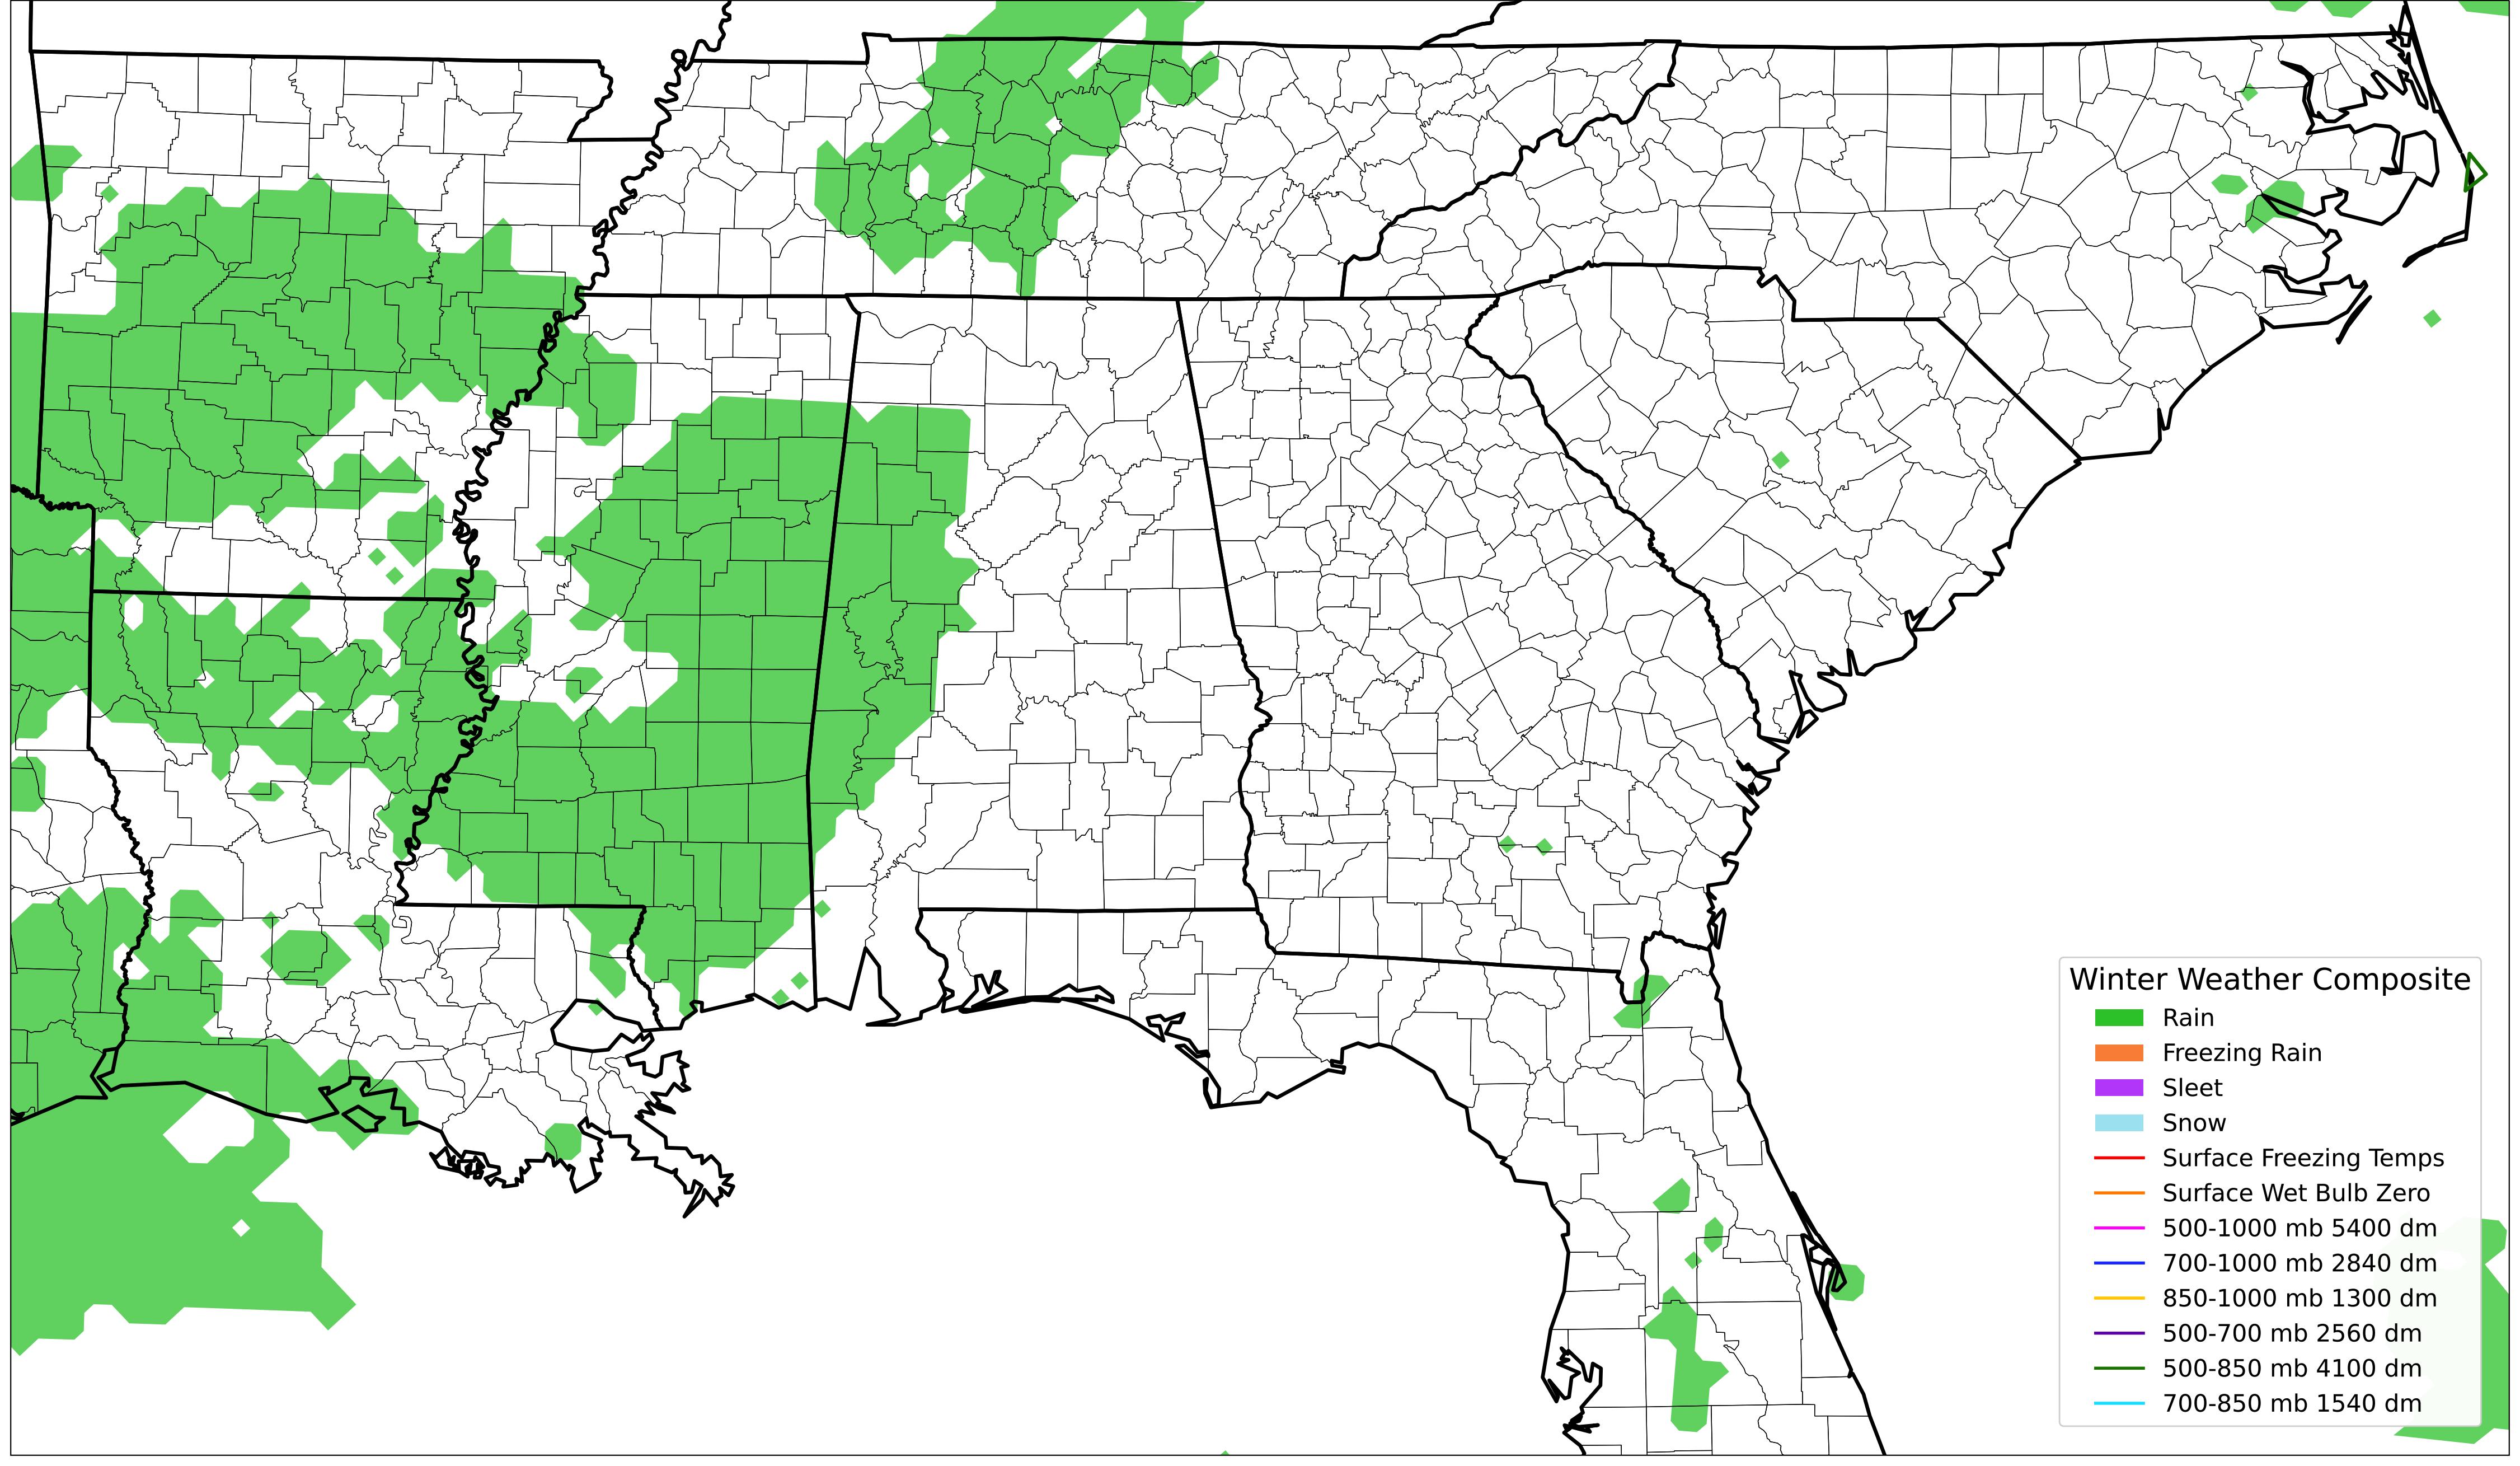 Winter Weather Composite
Rain
Freezing Rain
Sleet
Snow
Surface Freezing Temps
Surface Wet Bulb Zero
500-1000 mb 5400 dm
700-1000 mb 2840 dm
850-1000 mb 1300 dm
500-700 mb 2560 dm
500-850 mb 4100 dm
700-850 mb 1540 dm